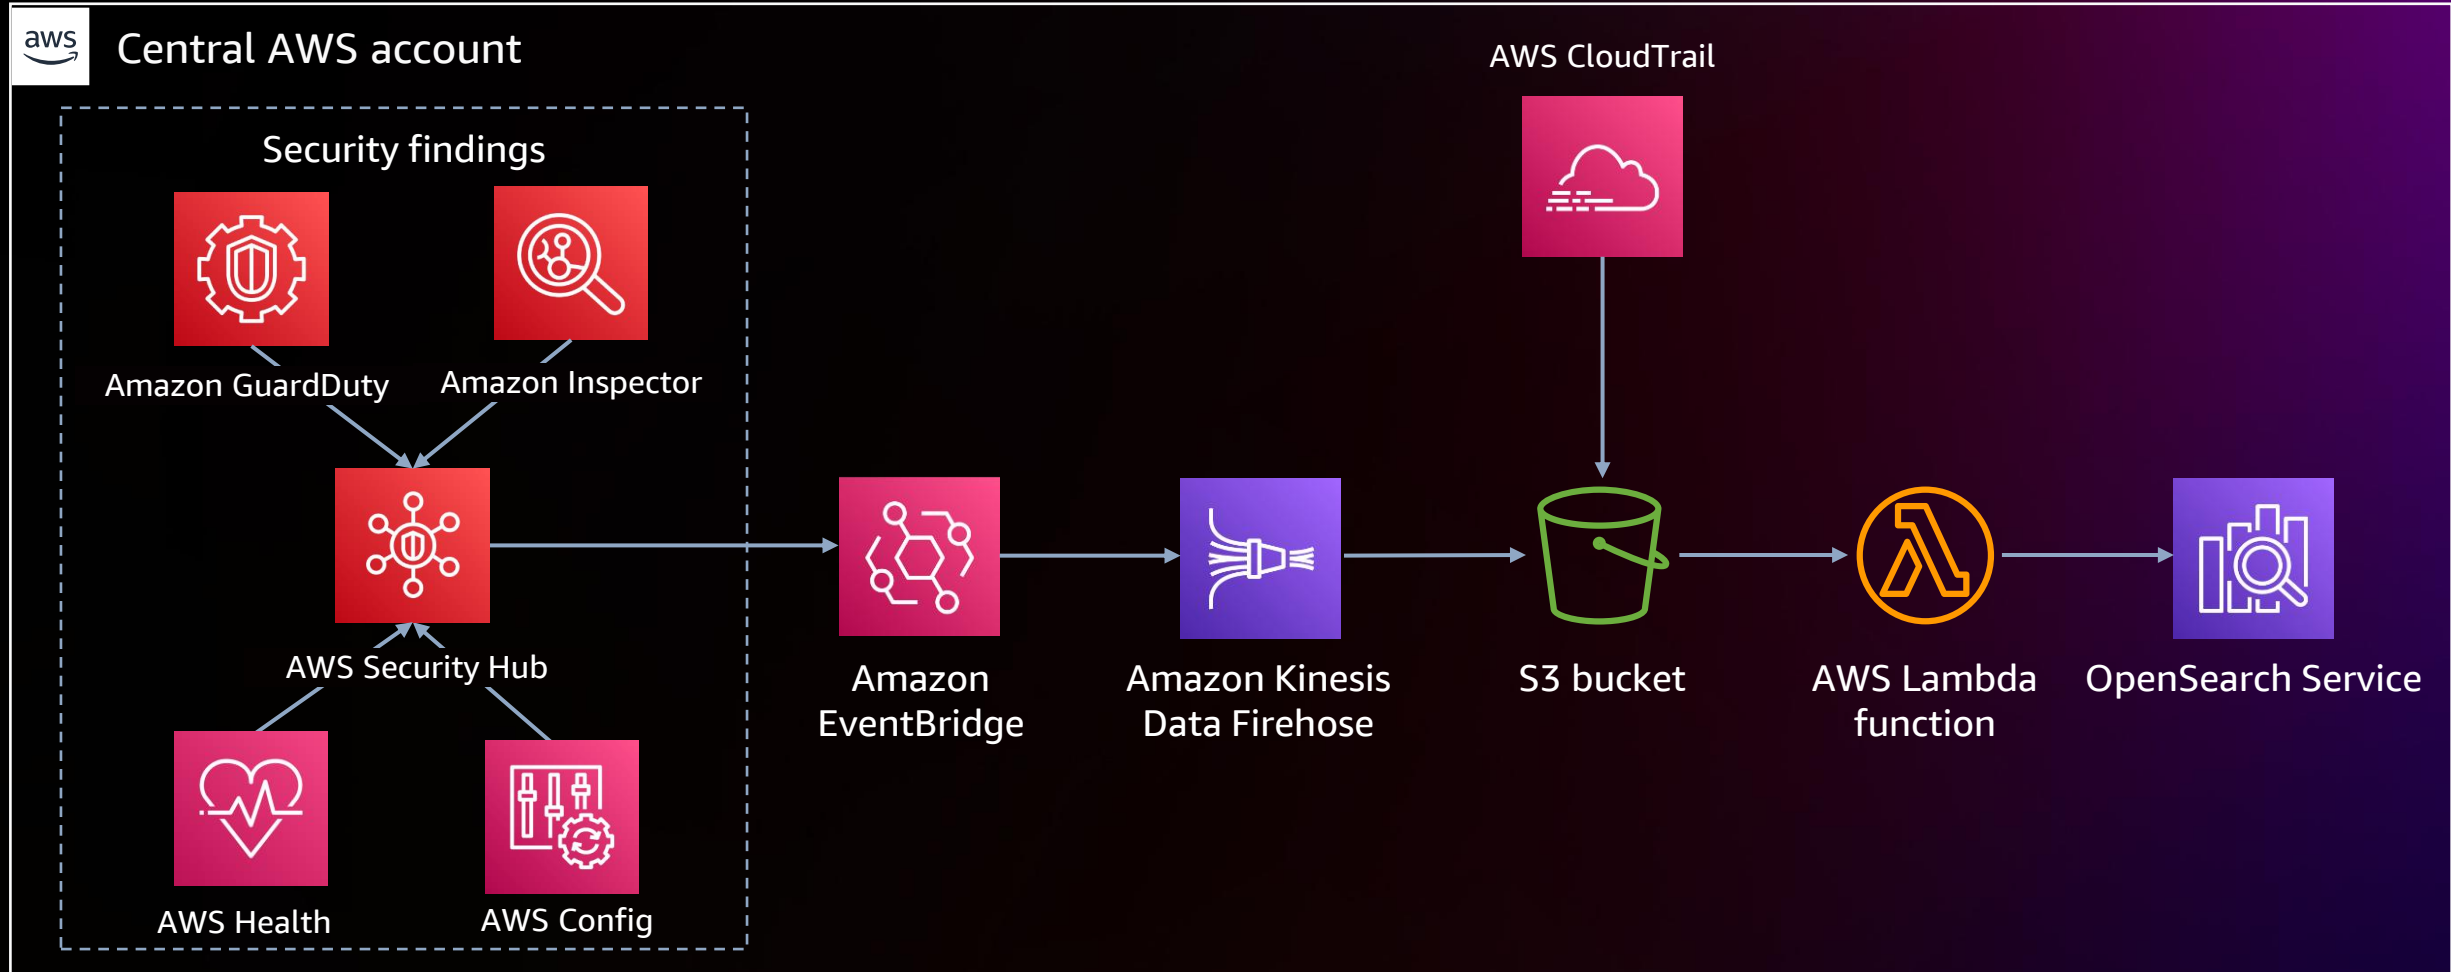 aws
Central AWS account
AWS CloudTrail
Security findings
Amazon GuardDuty
Amazon Inspector
AWS Security Hub
Amazon
EventBridge
Amazon Kinesis
Data Firehose
S3 bucket
AWS Lambda
function
OpenSearch Service
AWS Health
AWS Config